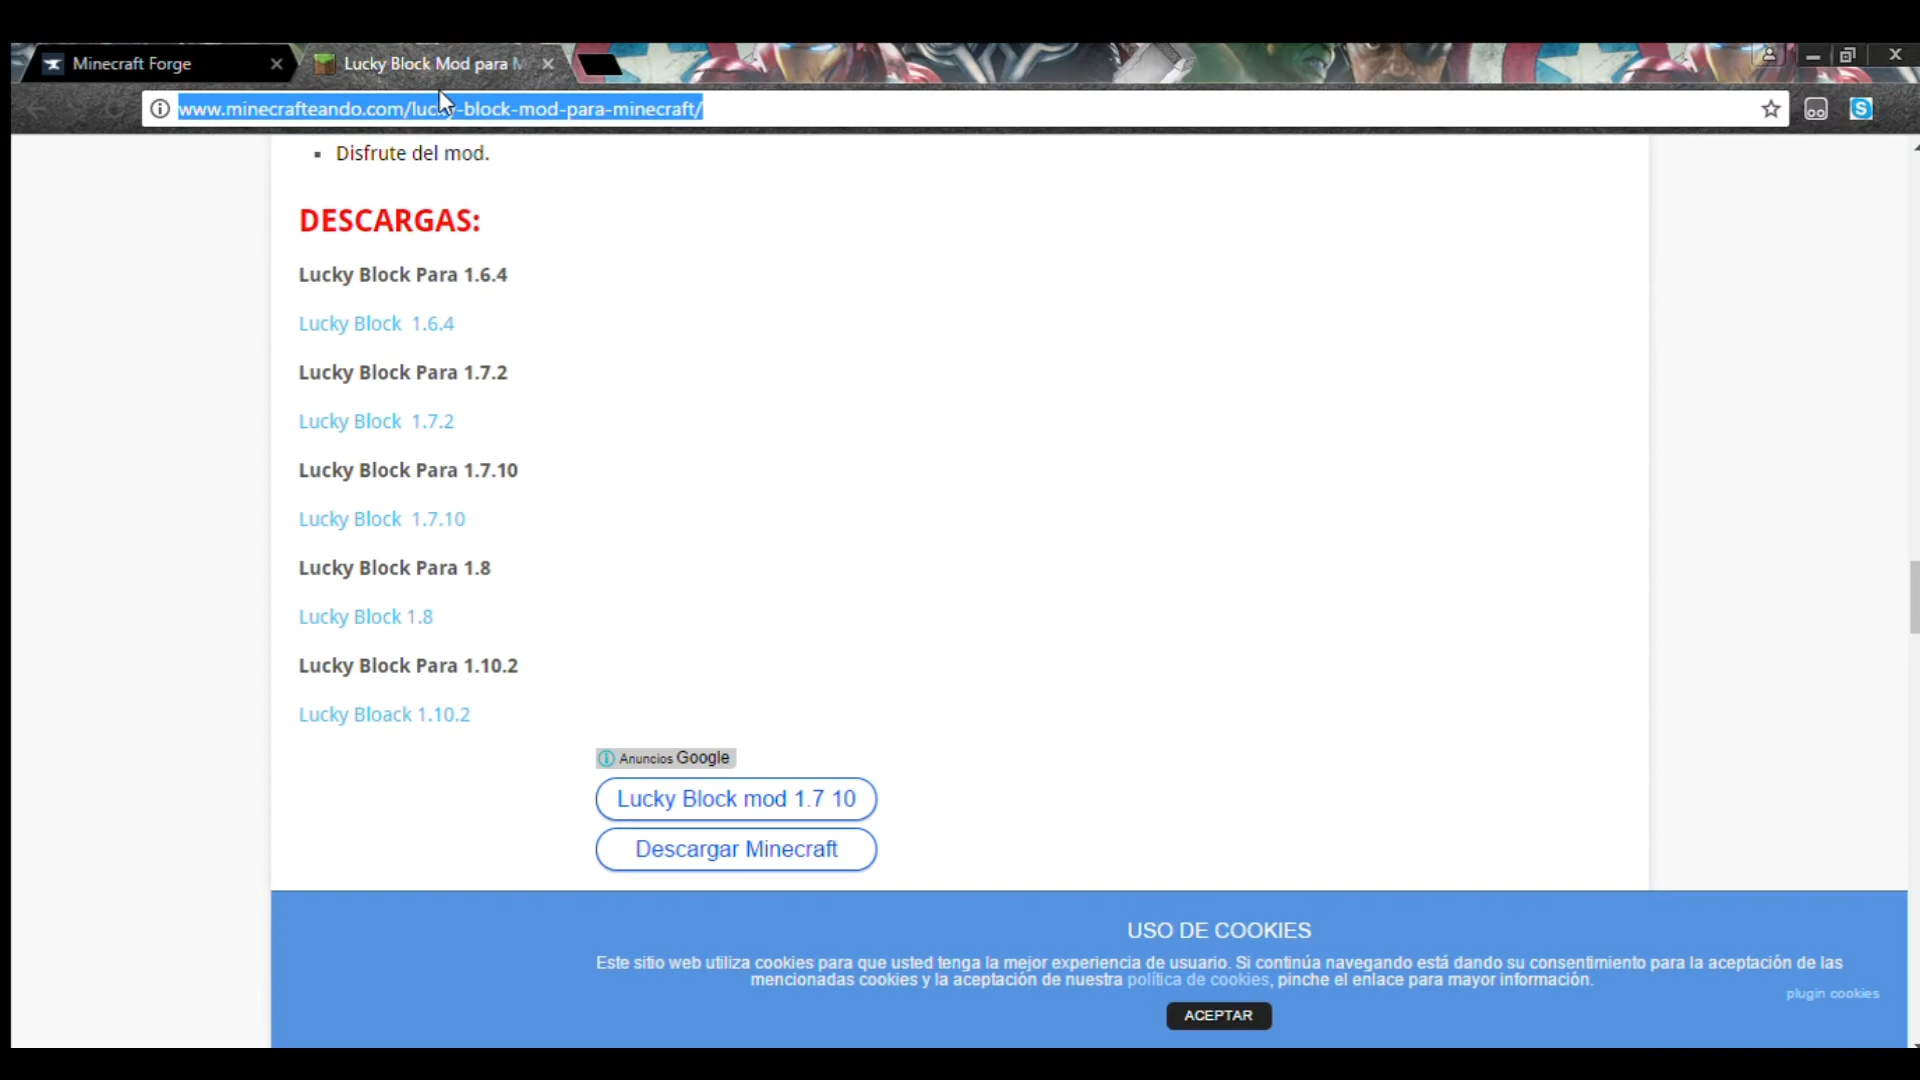 Minecraft Forge
Lucky Block Mod para M
www.minecrafteando.com/lucky-block-mod-para-minecraft/
Disfrute del mod.
DESCARGAS:
Lucky Block Para 1.6.4
Lucky Block 1.6.4
Lucky Block Para 1.7.2
Lucky Block 1.7.2
Lucky Block Para 1.7.10
Lucky Block 1.7.10
Lucky Block Para 1.8
Lucky Block 1.8
Lucky Block Para 1.10.2
Lucky Bloack 1.10.2
Anuncios Google
Lucky Block mod 1.7 10
Descargar Minecraft
USO DE COOKIES
Este sitio web utiliza cookies para que usted tenga la mejor experiencia de usuario. Si continúa navegando está dando su consentimiento para la aceptación de las
mencionadas cookies y la aceptación de nuestra política de cookies, pinche el enlace para mayor información.
plugin cookies
ACEPTAR